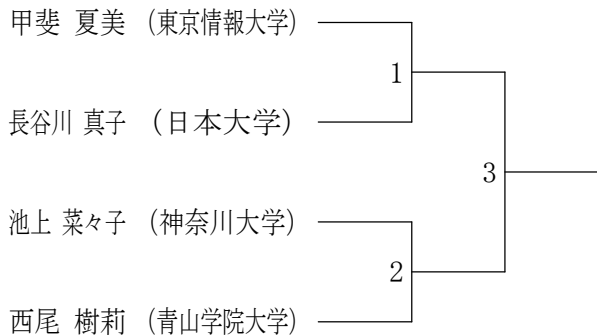 甲斐 夏美 (東京情報大学)
1
長谷川 真子 (日本大学)
3
池上 菜々子 (神奈川大学)
2
西尾 樹莉 (青山学院大学)